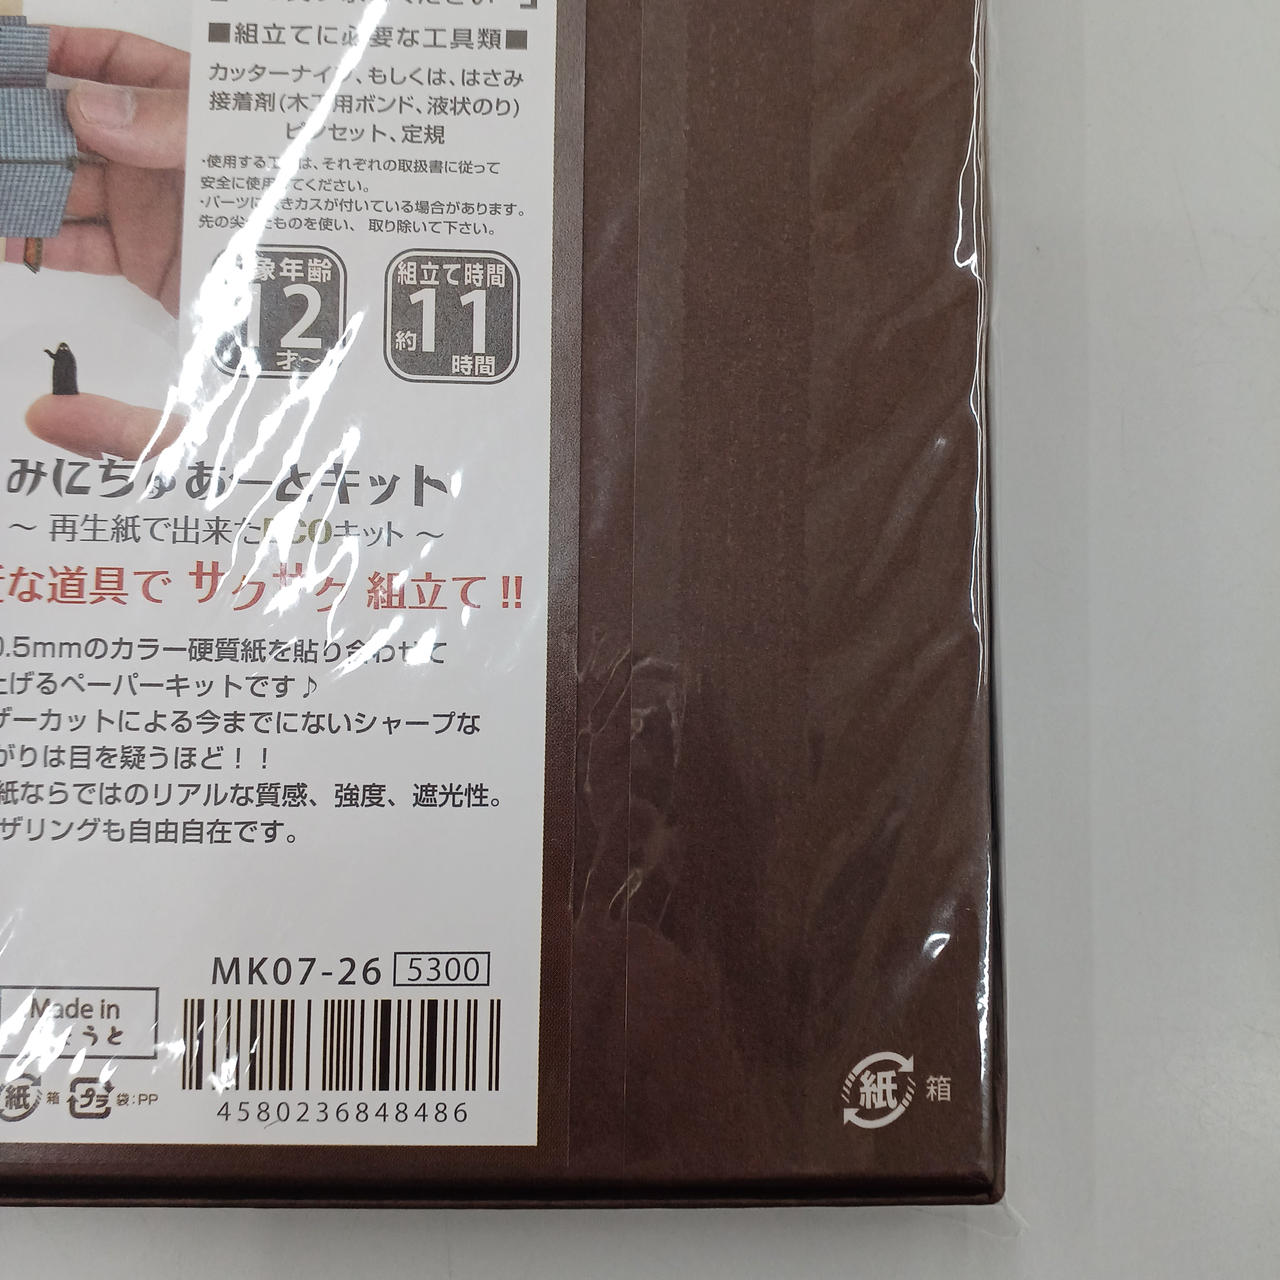 ■組立てに必要な工具類■
カッターナイフ、もしくは、はさみ
接着剤(木工用ボンド、液状のり)
ピンセット、定規
・使用する工具は、それぞれの取扱書に従って
安全に使用してください。
・パーツに抜きカスが付いている場合があります。
先の尖ったものを使い、取り除いて下さい。
対象年齢
12
才～
組立て時間
約11
時間
みにちゅあーとキット
～ 再生紙で出来たECOキット ～
な道具で サクサク 組立て!!
0.5mmのカラー硬質紙を貼り合わせて
上げるペーパーキットです♪
ザーカットによる今までにないシャープな
がりは目を疑うほど！！
紙ならではのリアルな質感、強度、遮光性。
ザリングも自由自在です。
MK07-26 5300
Made in
きょうと
紙 箱 プラ 袋:PP
4580236848486
紙 箱